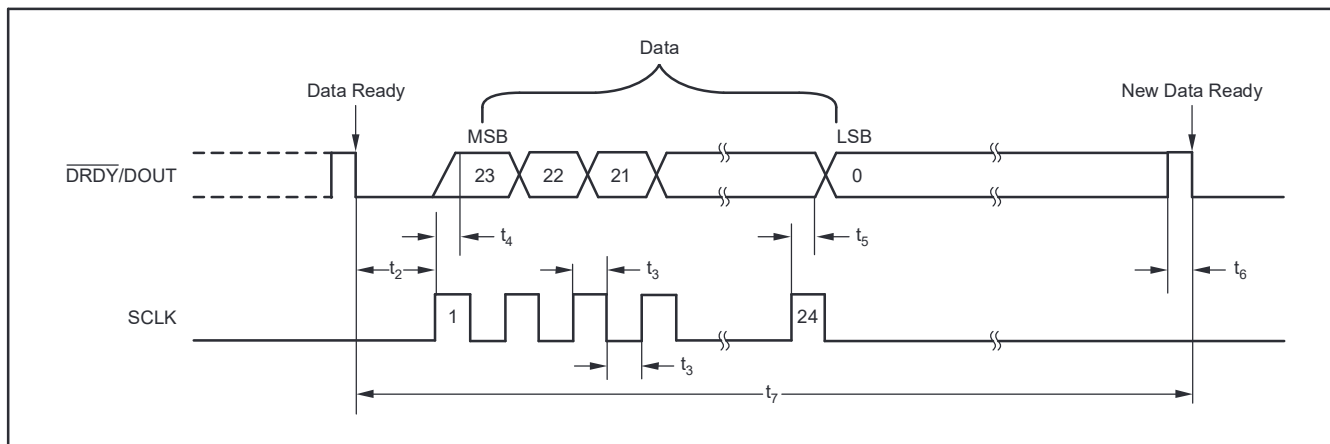 Data
Data Ready
New Data Ready
MSB
LSB
DRDY/DOUT
23
22
21
0
t4
t5
t2
t3
t6
SCLK
1
24
t3
t7